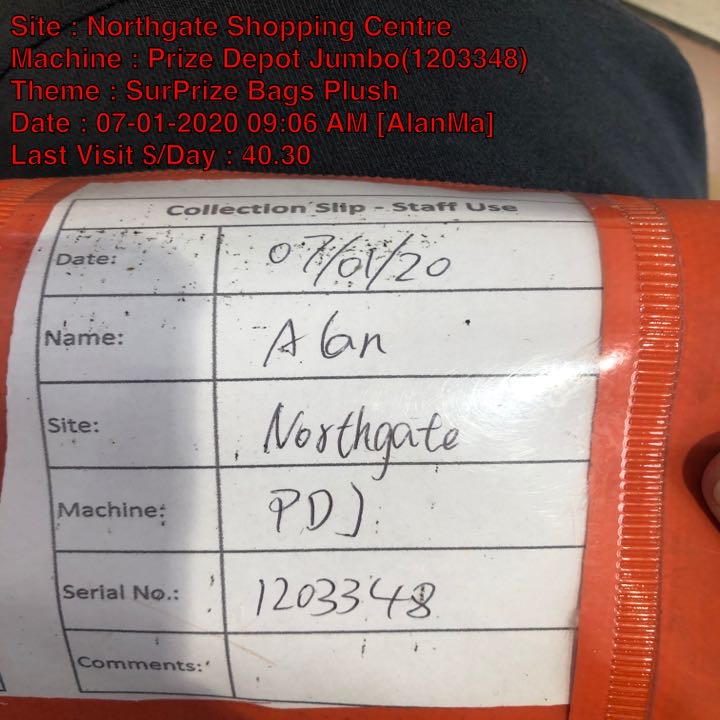 Site : Northgate Shopping Centre
Machine : Prize Depot Jumbo(1203348)
Theme : SurPrize Bags Plush
Date : 07-01-2020 09:06 AM [AlanMa]
Last Visit $/Day : 40.30
Collection Slip - Staff Use
Date: 07/01/20
Name: Alan
Site: Northgate
Machine: PDJ
Serial No.: 1203348
Comments: